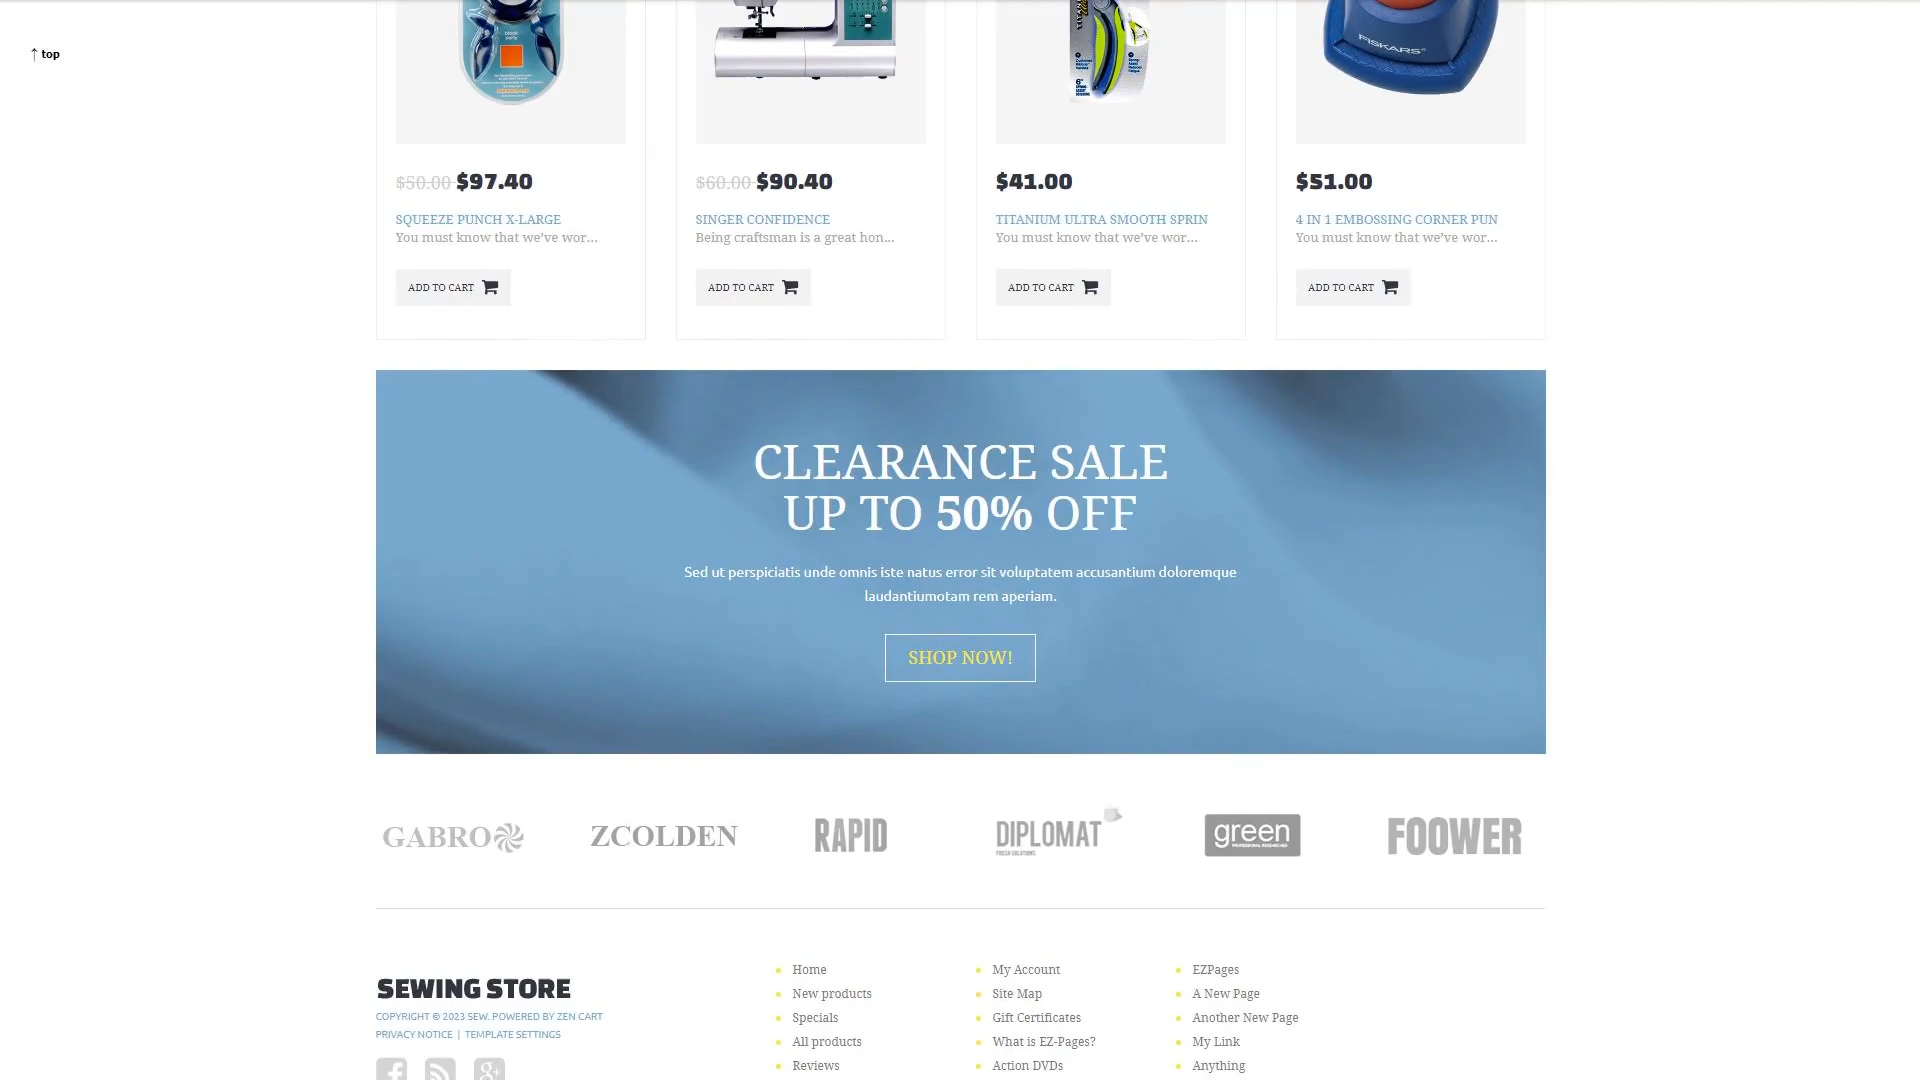 ↑ top
block
party
TITANIUM
6"
FISKARS®
$50.00 $97.40
$60.00 $90.40
$41.00
$51.00
SQUEEZE PUNCH X-LARGE
You must know that we’ve wor...
SINGER CONFIDENCE
Being craftsman is a great hon...
TITANIUM ULTRA SMOOTH SPRIN
You must know that we’ve wor...
4 IN 1 EMBOSSING CORNER PUN
You must know that we’ve wor...
ADD TO CART
ADD TO CART
ADD TO CART
ADD TO CART
CLEARANCE SALE
UP TO 50% OFF
Sed ut perspiciatis unde omnis iste natus error sit voluptatem accusantium doloremque
laudantiumotam rem aperiam.
SHOP NOW!
GABRO
ZCOLDEN
RAPID
DIPLOMAT
FRESH SOLUTIONS
green
PROFESSIONAL RESEARCHES
FOOWER
SEWING STORE
COPYRIGHT © 2023 SEW. POWERED BY ZEN CART
PRIVACY NOTICE | TEMPLATE SETTINGS
Home
New products
Specials
All products
Reviews
My Account
Site Map
Gift Certificates
What is EZ-Pages?
Action DVDs
EZPages
A New Page
Another New Page
My Link
Anything